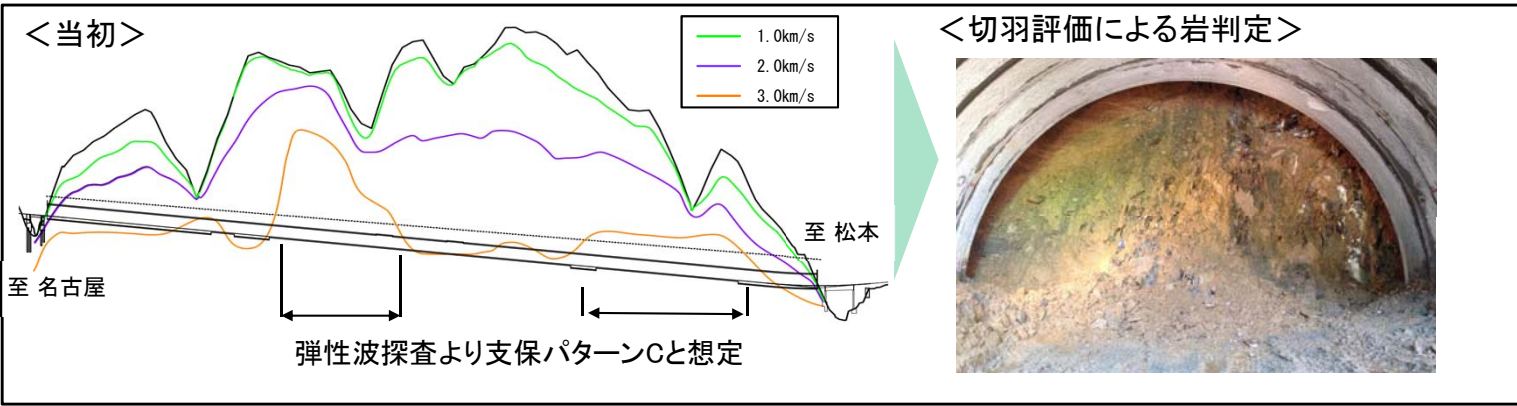 ＜当初＞
1.0km/s
2.0km/s
3.0km/s
至 松本
至 名古屋
弾性波探査より支保パターンCと想定
＜切羽評価による岩判定＞